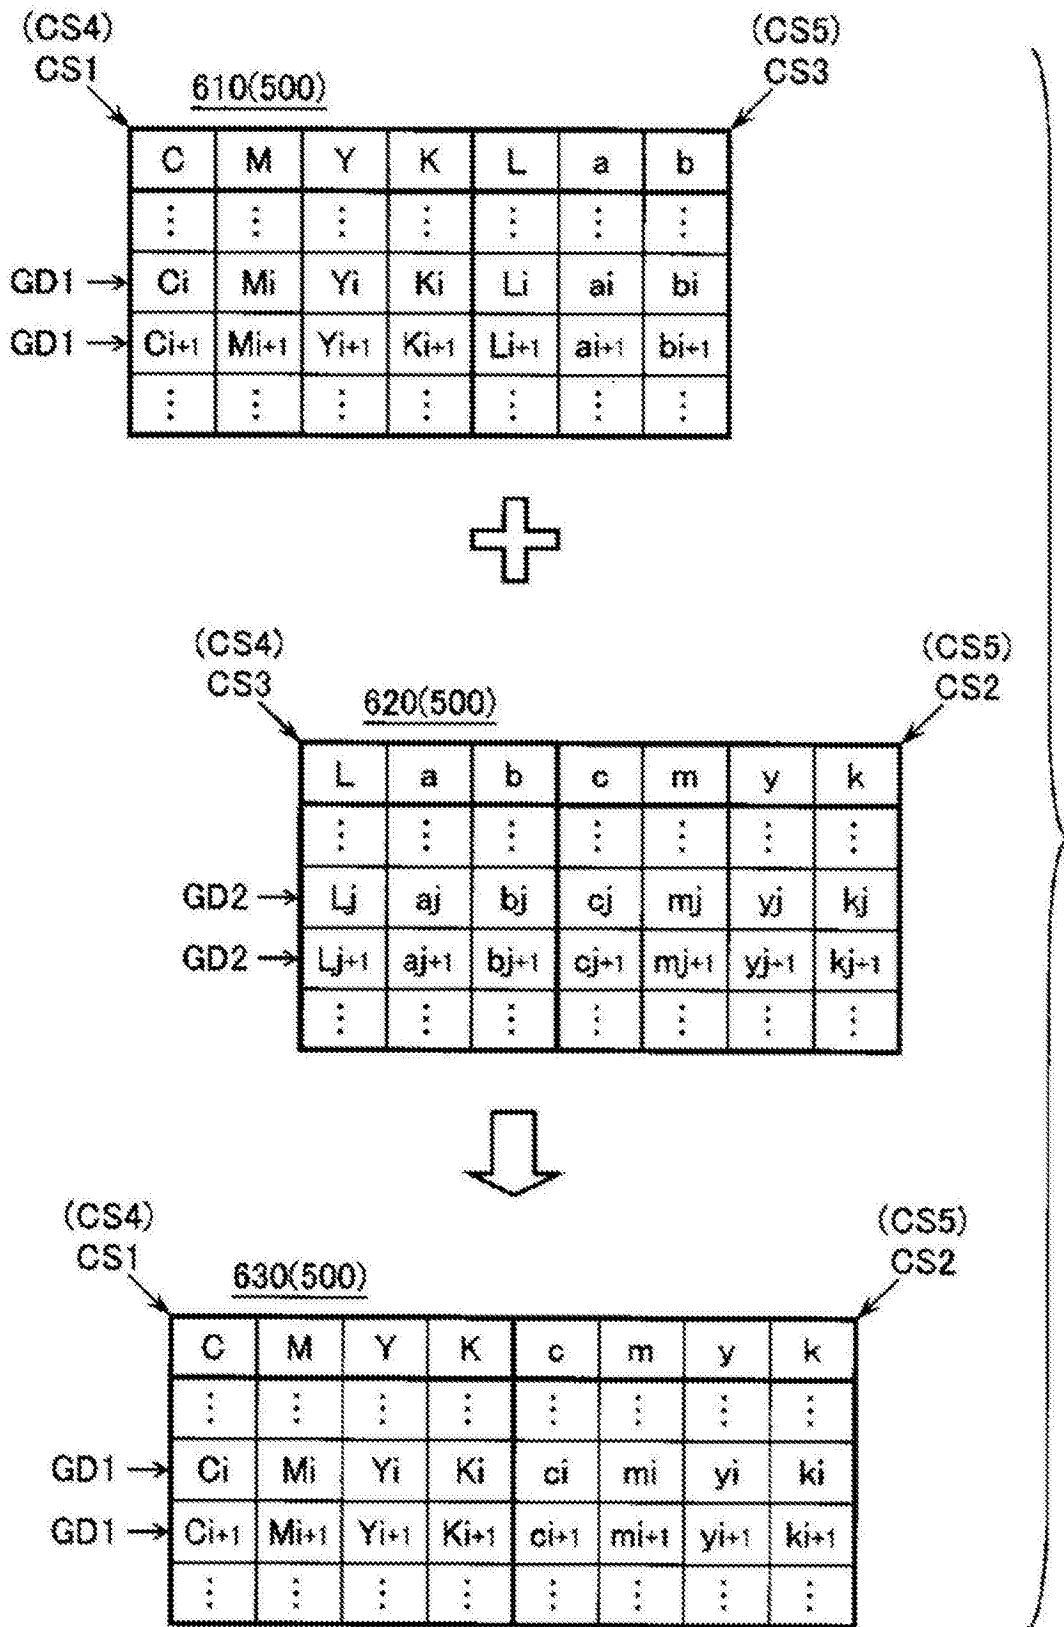 (CS4) (CS5)
CS1 CS3
610(500)
C M Y K L a b
⋮ ⋮ ⋮ ⋮ ⋮ ⋮ ⋮
GD1 → Ci Mi Yi Ki Li ai bi
GD1 → Ci+1 Mi+1 Yi+1 Ki+1 Li+1 ai+1 bi+1
⋮ ⋮ ⋮ ⋮ ⋮ ⋮ ⋮
(CS4) (CS5)
CS3 CS2
620(500)
L a b c m y k
⋮ ⋮ ⋮ ⋮ ⋮ ⋮ ⋮
GD2 → Lj aj bj cj mj yj kj
GD2 → Lj+1 aj+1 bj+1 cj+1 mj+1 yj+1 kj+1
⋮ ⋮ ⋮ ⋮ ⋮ ⋮ ⋮
(CS4) (CS5)
CS1 CS2
630(500)
C M Y K c m y k
⋮ ⋮ ⋮ ⋮ ⋮ ⋮ ⋮ ⋮
GD1 → Ci Mi Yi Ki ci mi yi ki
GD1 → Ci+1 Mi+1 Yi+1 Ki+1 ci+1 mi+1 yi+1 ki+1
⋮ ⋮ ⋮ ⋮ ⋮ ⋮ ⋮ ⋮